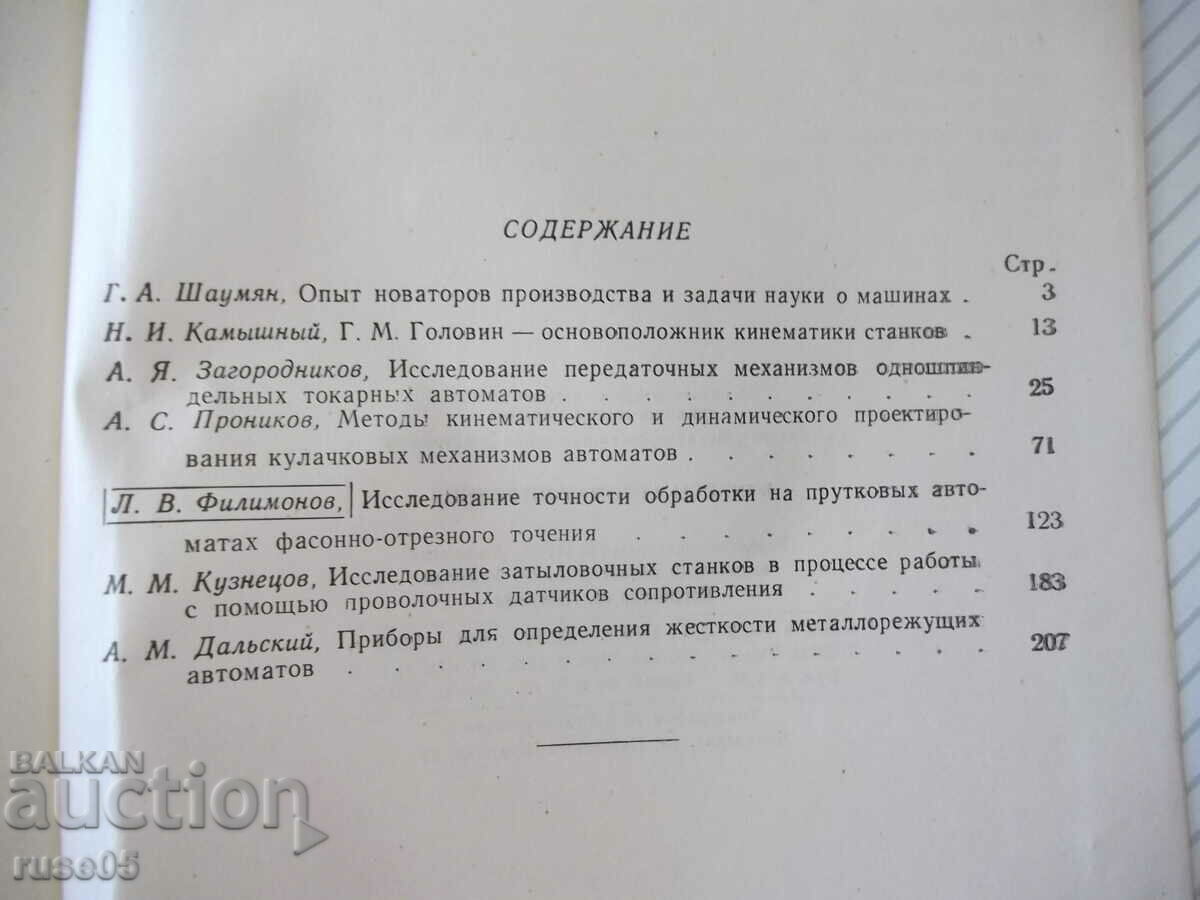 СОДЕРЖАНИЕ
Стр.
Г. А. Шаумян, Опыт новаторов производства и задачи науки о машинах . 3
Н. И. Камышный, Г. М. Головин — основоположник кинематики станков . 13
А. Я. Загородников, Исследование передаточных механизмов одношпин-
дельных токарных автоматов . . . . . . . . . . . 25
А. С. Проников, Методы кинематического и динамического проектиро-
вания кулачковых механизмов автоматов . . . . . . . 71
Л. В. Филимонов, Исследование точности обработки на прутковых авто-
матах фасонно-отрезного точения . . . . . . . . . 123
М. М. Кузнецов, Исследование затыловочных станков в процессе работы
с помощью проволочных датчиков сопротивления . . . . . 183
А. М. Дальский, Приборы для определения жесткости металлорежущих
автоматов . . . . . . . . . . . . . . . . . 207
BALKAN
auction
ruse05